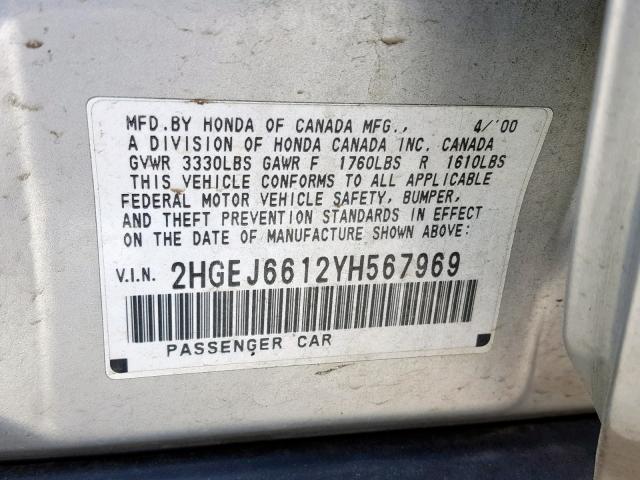 MFD.BY HONDA OF CANADA MFG., 4/'00
A DIVISION OF HONDA CANADA INC. CANADA
GVWR 3330LBS GAWR F 1760LBS R 1610LBS
THIS VEHICLE CONFORMS TO ALL APPLICABLE
FEDERAL MOTOR VEHICLE SAFETY, BUMPER,
AND THEFT PREVENTION STANDARDS IN EFFECT
ON THE DATE OF MANUFACTURE SHOWN ABOVE:
V.I.N. 2HGEJ6612YH567969
PASSENGER CAR